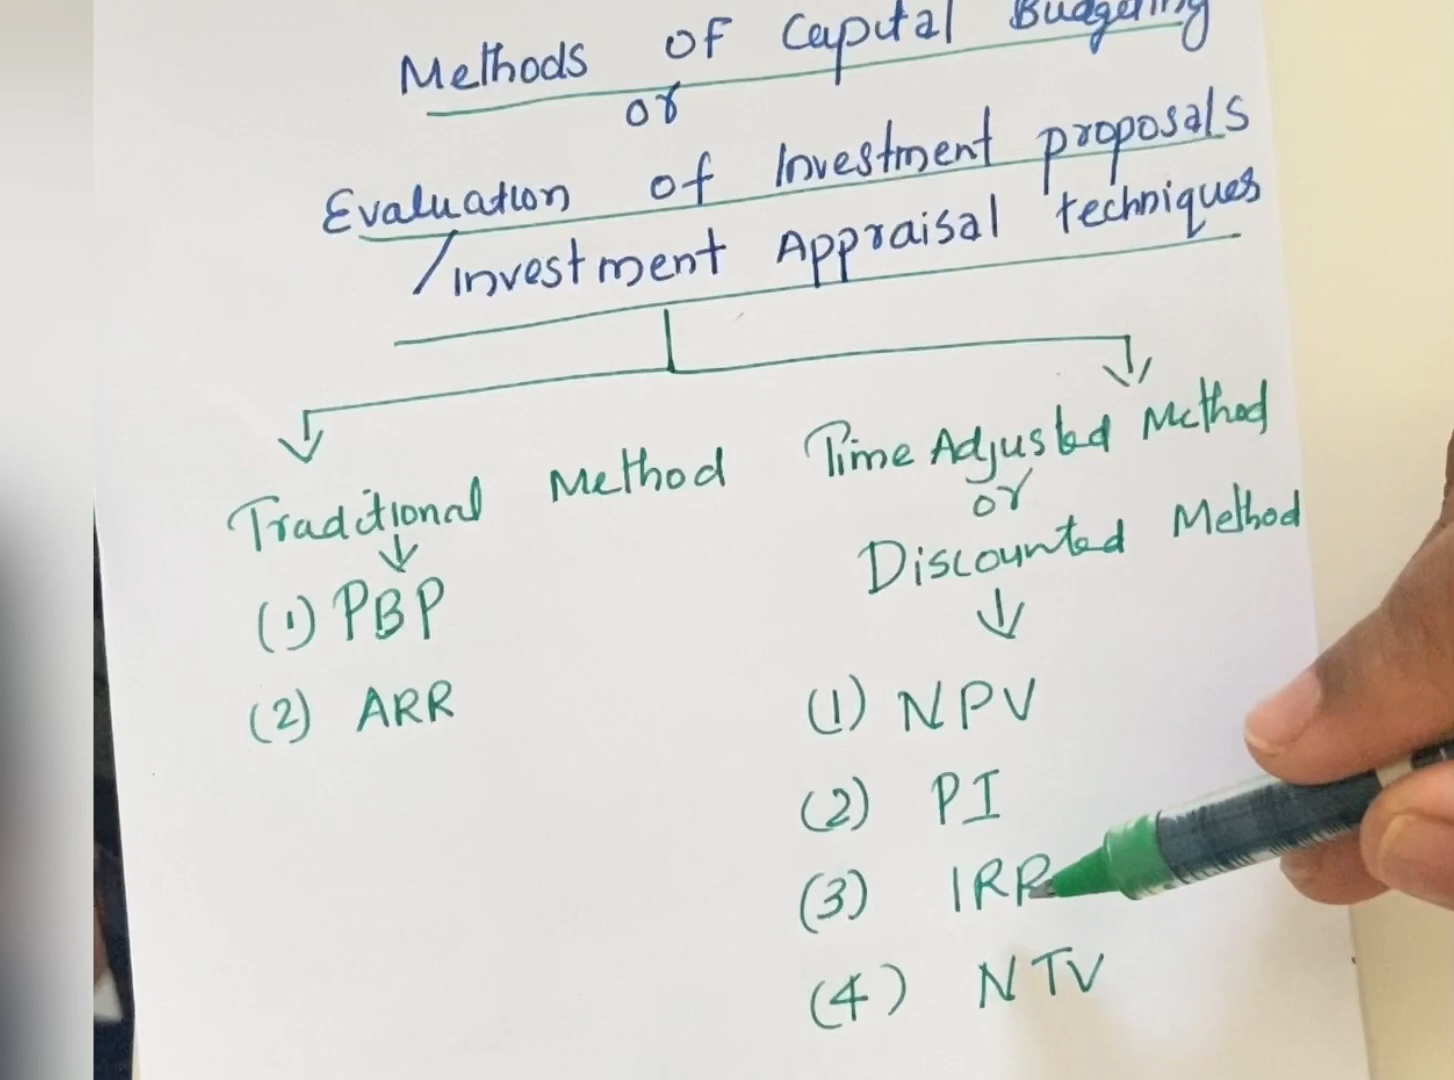 Methods of Capital Budgeting
or
Evaluation of Investment proposals
/Investment Appraisal techniques
Traditional Method
(1) PBP
(2) ARR
Time Adjusted Method
or
Discounted Method
(1) NPV
(2) PI
(3) IRR
(4) NTV